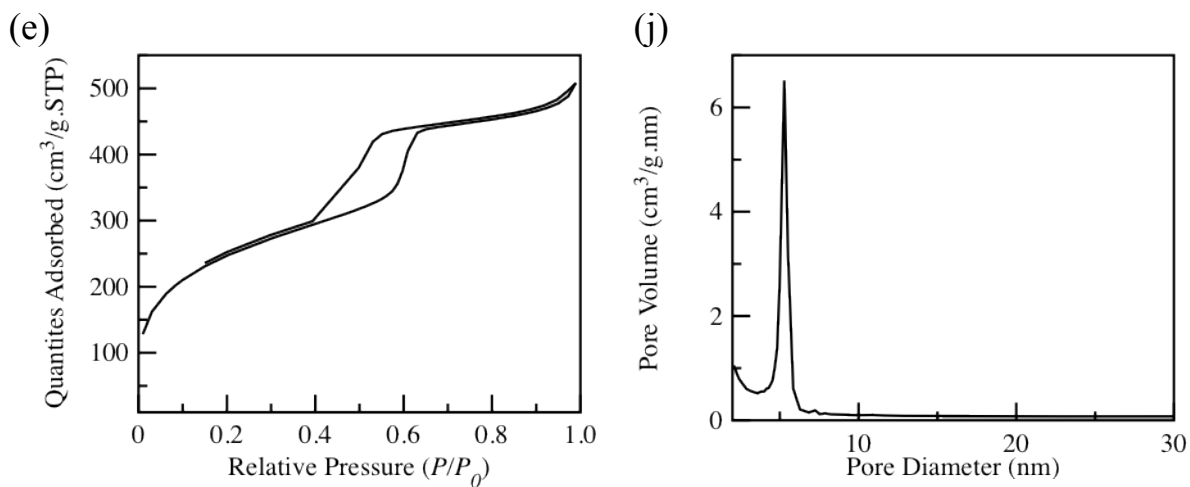 (e)
Quantites Adsorbed (cm³/g.STP)
500
400
300
200
100
0 0.2 0.4 0.6 0.8 1.0
Relative Pressure (P/P₀)
(j)
Pore Volume (cm³/g.nm)
6
4
2
0
10 20 30
Pore Diameter (nm)